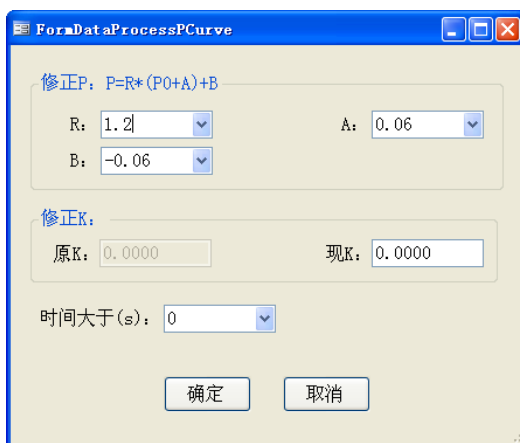 FormDataProcessPCurve
修正P：P=R*(P0+A)+B
R： 1.2 A： 0.06
B： -0.06
修正K：
原K： 0.0000 现K： 0.0000
时间大于(s)： 0
确定 取消